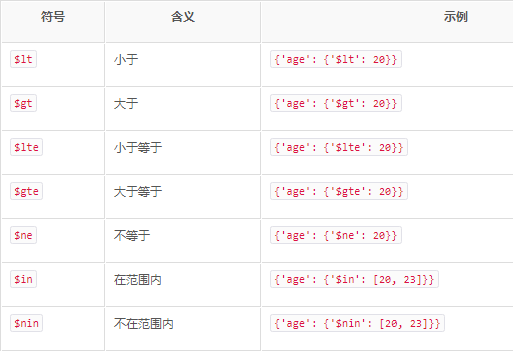 符号 含义 示例
$lt 小于 {'age': {'$lt': 20}}
$gt 大于 {'age': {'$gt': 20}}
$lte 小于等于 {'age': {'$lte': 20}}
$gte 大于等于 {'age': {'$gte': 20}}
$ne 不等于 {'age': {'$ne': 20}}
$in 在范围内 {'age': {'$in': [20, 23]}}
$nin 不在范围内 {'age': {'$nin': [20, 23]}}